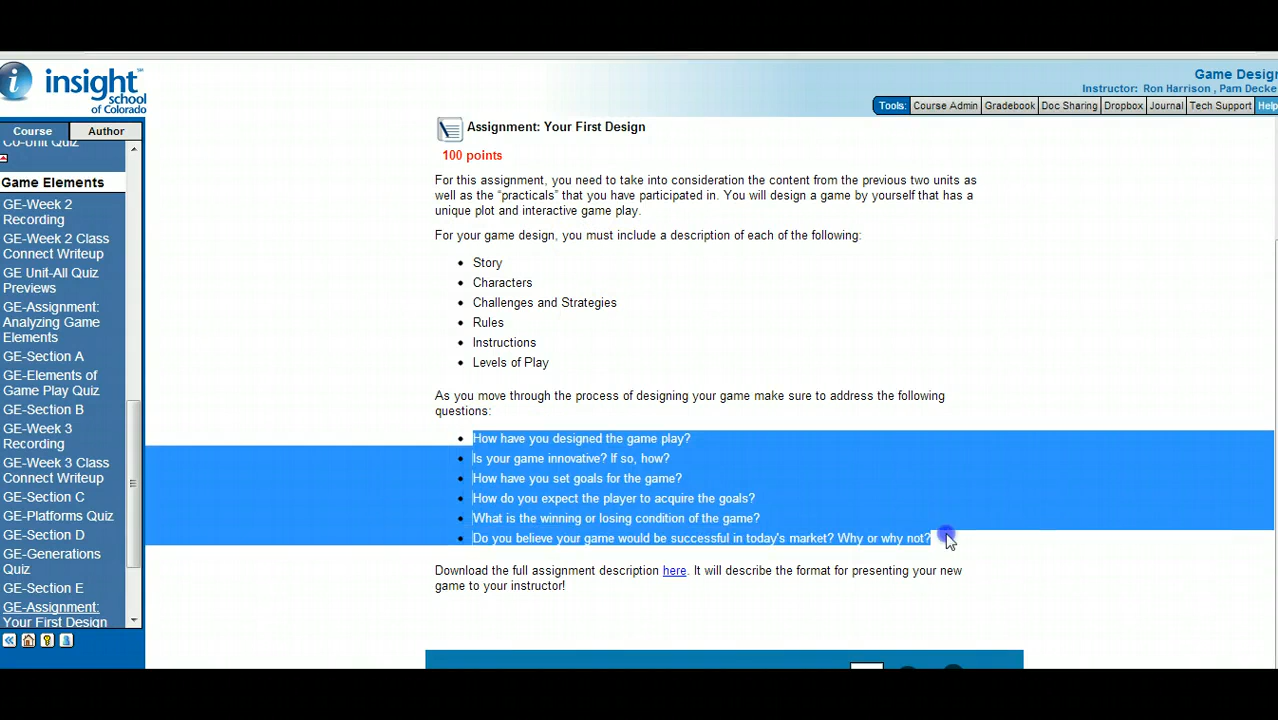 insight
school
of Colorado
Game Design
Instructor: Ron Harrison , Pam Decke
Tools: Course Admin Gradebook Doc Sharing Dropbox Journal Tech Support Help
Course Author
Co-Unit Quiz
Game Elements
GE-Week 2
Recording
GE-Week 2 Class
Connect Writeup
GE Unit-All Quiz
Previews
GE-Assignment:
Analyzing Game
Elements
GE-Section A
GE-Elements of
Game Play Quiz
GE-Section B
GE-Week 3
Recording
GE-Week 3 Class
Connect Writeup
GE-Section C
GE-Platforms Quiz
GE-Section D
GE-Generations
Quiz
GE-Section E
GE-Assignment:
Your First Design
Assignment: Your First Design
100 points
For this assignment, you need to take into consideration the content from the previous two units as
well as the “practicals” that you have participated in. You will design a game by yourself that has a
unique plot and interactive game play.
For your game design, you must include a description of each of the following:
• Story
• Characters
• Challenges and Strategies
• Rules
• Instructions
• Levels of Play
As you move through the process of designing your game make sure to address the following
questions:
• How have you designed the game play?
• Is your game innovative? If so, how?
• How have you set goals for the game?
• How do you expect the player to acquire the goals?
• What is the winning or losing condition of the game?
• Do you believe your game would be successful in today's market? Why or why not?
Download the full assignment description here. It will describe the format for presenting your new
game to your instructor!